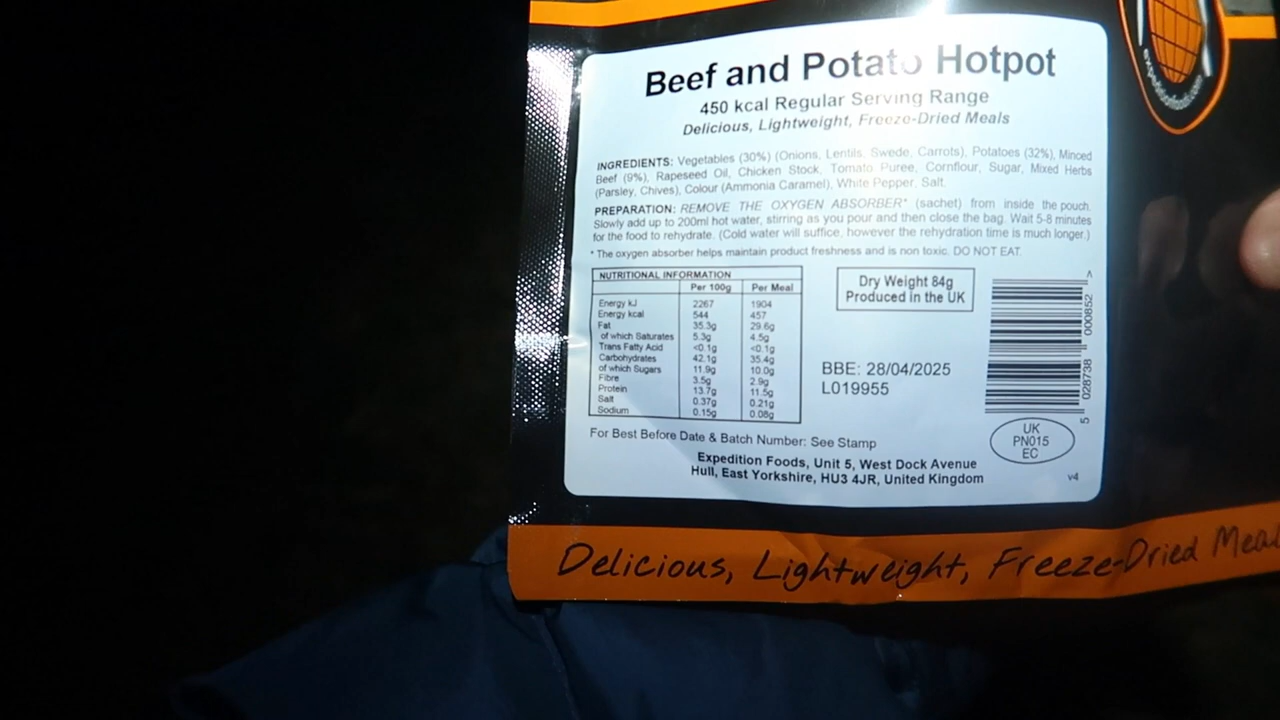 Beef and Potato Hotpot
450 kcal Regular Serving Range
Delicious, Lightweight, Freeze-Dried Meals
INGREDIENTS: Vegetables (30%) (Onions, Lentils, Swede, Carrots), Potatoes (32%), Minced
Beef (9%), Rapeseed Oil, Chicken Stock, Tomato Puree, Cornflour, Sugar, Mixed Herbs
(Parsley, Chives), Colour (Ammonia Caramel), White Pepper, Salt.
PREPARATION: REMOVE THE OXYGEN ABSORBER* (sachet) from inside the pouch.
Slowly add up to 200ml hot water, stirring as you pour and then close the bag. Wait 5-8 minutes
for the food to rehydrate. (Cold water will suffice, however the rehydration time is much longer.)
* The oxygen absorber helps maintain product freshness and is non toxic. DO NOT EAT.
NUTRITIONAL INFORMATION
Per 100g Per Meal
Energy kJ 2267 1904
Energy kcal 544 457
Fat 35.3g 29.6g
of which Saturates 5.3g 4.5g
Trans Fatty Acid <0.1g <0.1g
Carbohydrates 42.1g 35.4g
of which Sugars 11.9g 10.0g
Fibre 3.5g 2.9g
Protein 13.7g 11.5g
Salt 0.37g 0.21g
Sodium 0.15g 0.08g
Dry Weight 84g
Produced in the UK
BBE: 28/04/2025
L019955
5 028738 000852 >
UK
PN015
EC
For Best Before Date & Batch Number: See Stamp
Expedition Foods, Unit 5, West Dock Avenue
Hull, East Yorkshire, HU3 4JR, United Kingdom
v4
Delicious, Lightweight, Freeze-Dried Meal